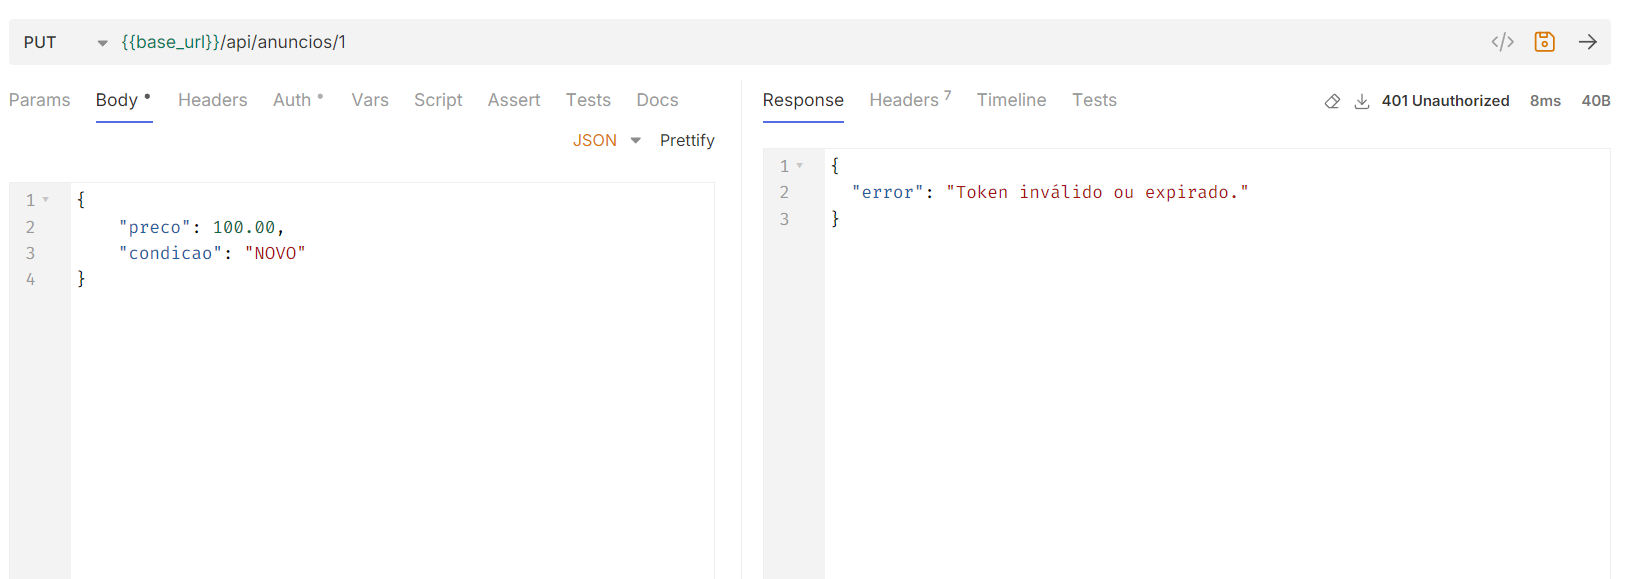 PUT {{base_url}}/api/anuncios/1 </>
Params Body Headers Auth Vars Script Assert Tests Docs
JSON Prettify
1 {
2 "preco": 100.00,
3 "condicao": "NOVO"
4 }
Response Headers 7 Timeline Tests 401 Unauthorized 8ms 40B
1 {
2 "error": "Token inválido ou expirado."
3 }